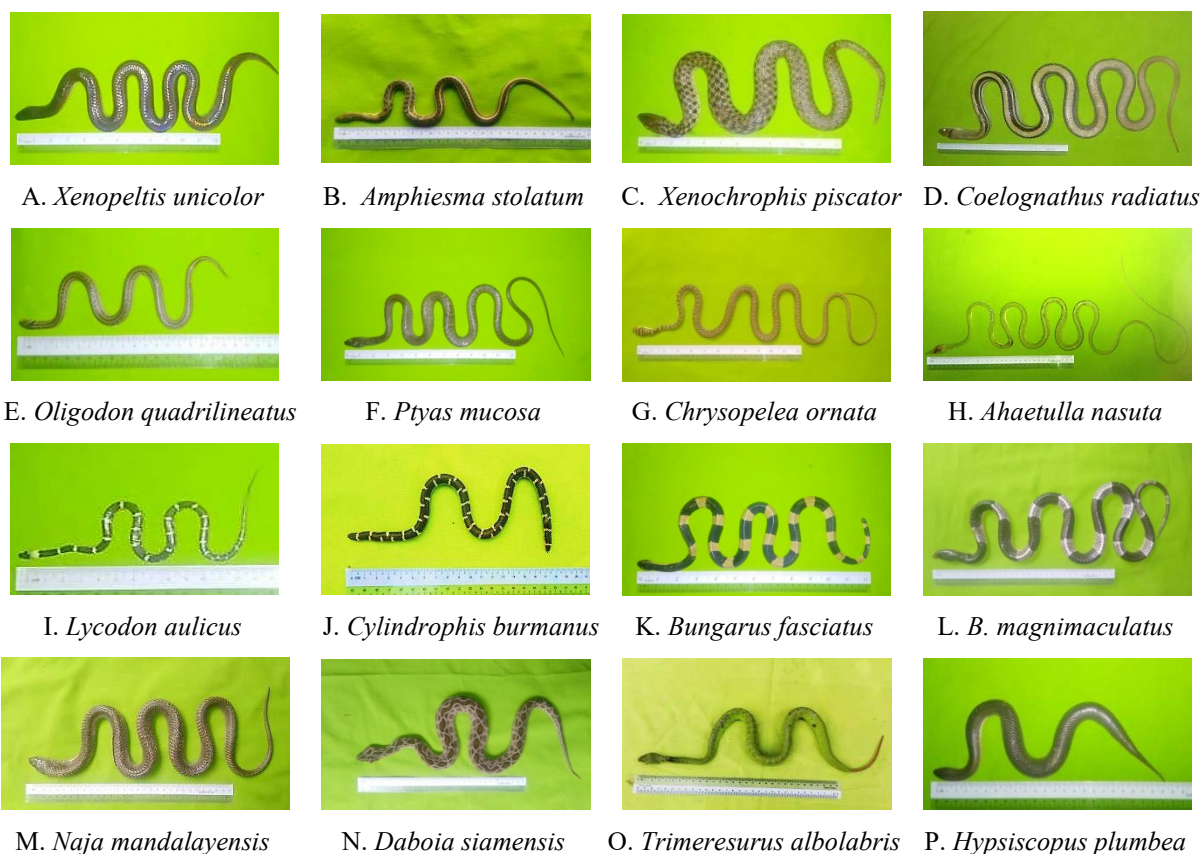 A. Xenopeltis unicolor
B. Amphiesma stolatum
C. Xenochrophis piscator
D. Coelognathus radiatus
E. Oligodon quadrilineatus
F. Ptyas mucosa
G. Chrysopelea ornata
H. Ahaetulla nasuta
I. Lycodon aulicus
J. Cylindrophis burmanus
K. Bungarus fasciatus
L. B. magnimaculatus
M. Naja mandalayensis
N. Daboia siamensis
O. Trimeresurus albolabris
P. Hypsiscopus plumbea